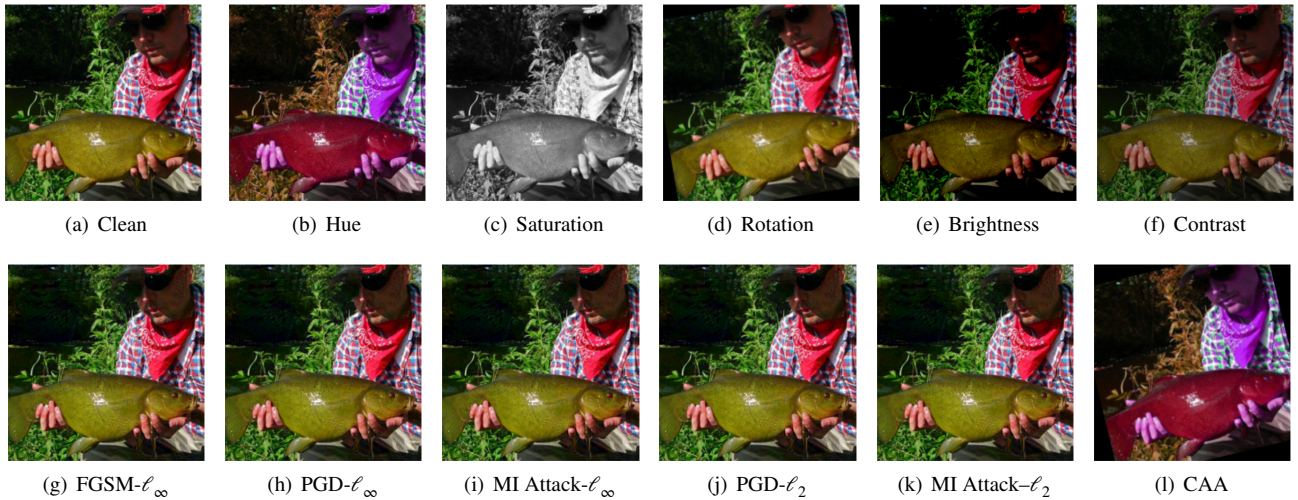 (a) Clean
(b) Hue
(c) Saturation
(d) Rotation
(e) Brightness
(f) Contrast
(g) FGSM-ℓ∞
(h) PGD-ℓ∞
(i) MI Attack-ℓ∞
(j) PGD-ℓ2
(k) MI Attack–ℓ2
(l) CAA